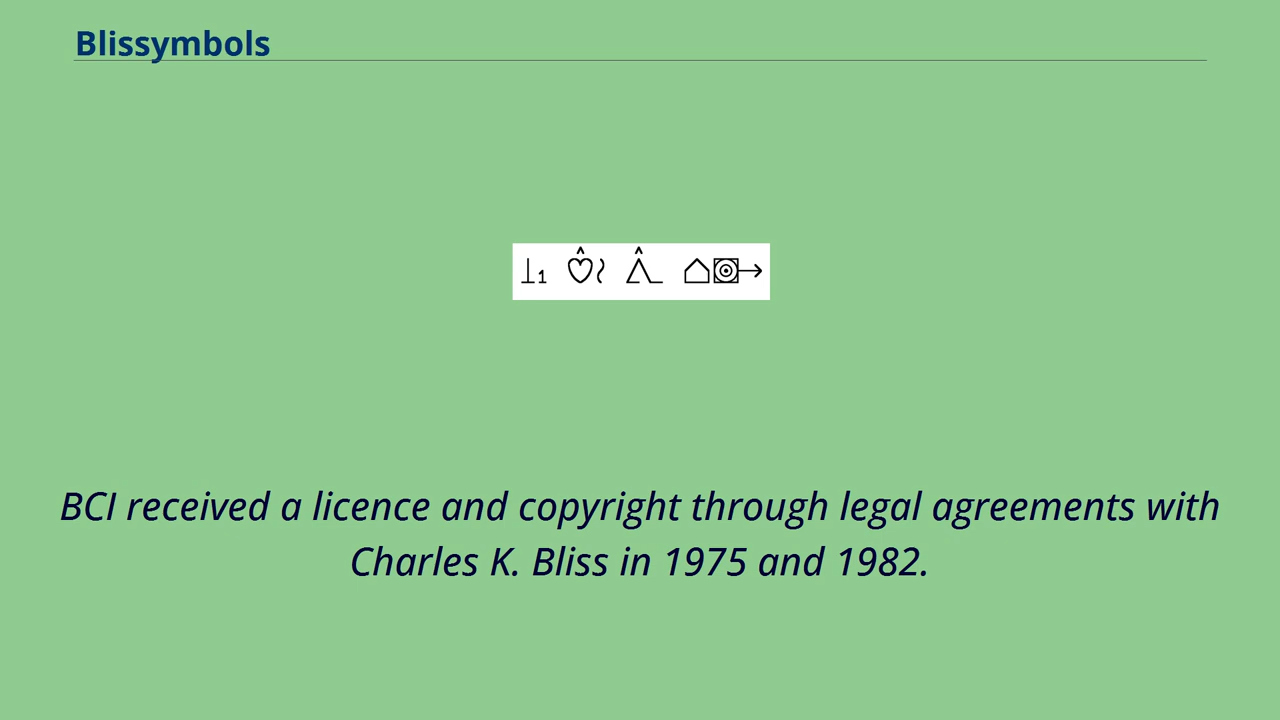 Blissymbols
BCI received a licence and copyright through legal agreements with
Charles K. Bliss in 1975 and 1982.